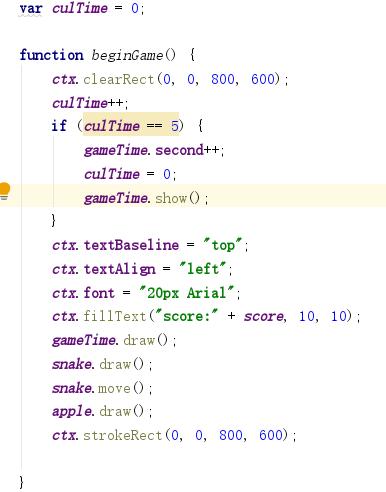 var culTime = 0;
function beginGame() {
ctx.clearRect(0, 0, 800, 600);
culTime++;
if (culTime == 5) {
gameTime.second++;
culTime = 0;
gameTime.show();
}
ctx.textBaseline = "top";
ctx.textAlign = "left";
ctx.font = "20px Arial";
ctx.fillText("score:" + score, 10, 10);
gameTime.draw();
snake.draw();
snake.move();
apple.draw();
ctx.strokeRect(0, 0, 800, 600);
}